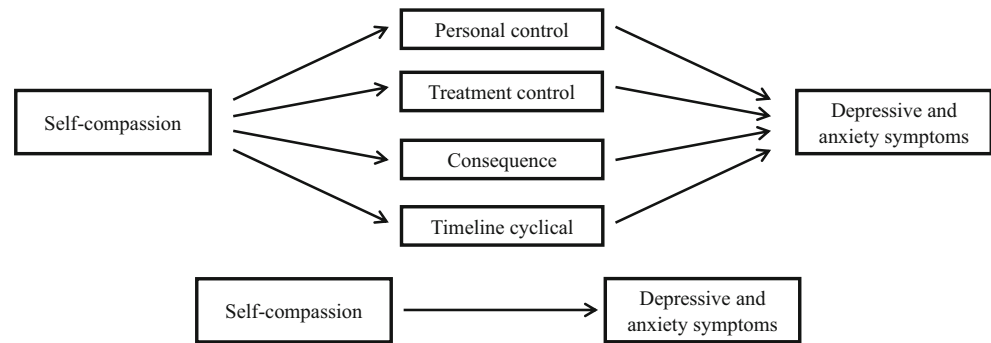 Personal control
Treatment control
Self-compassion
Depressive and
anxiety symptoms
Consequence
Timeline cyclical
Self-compassion
Depressive and
anxiety symptoms